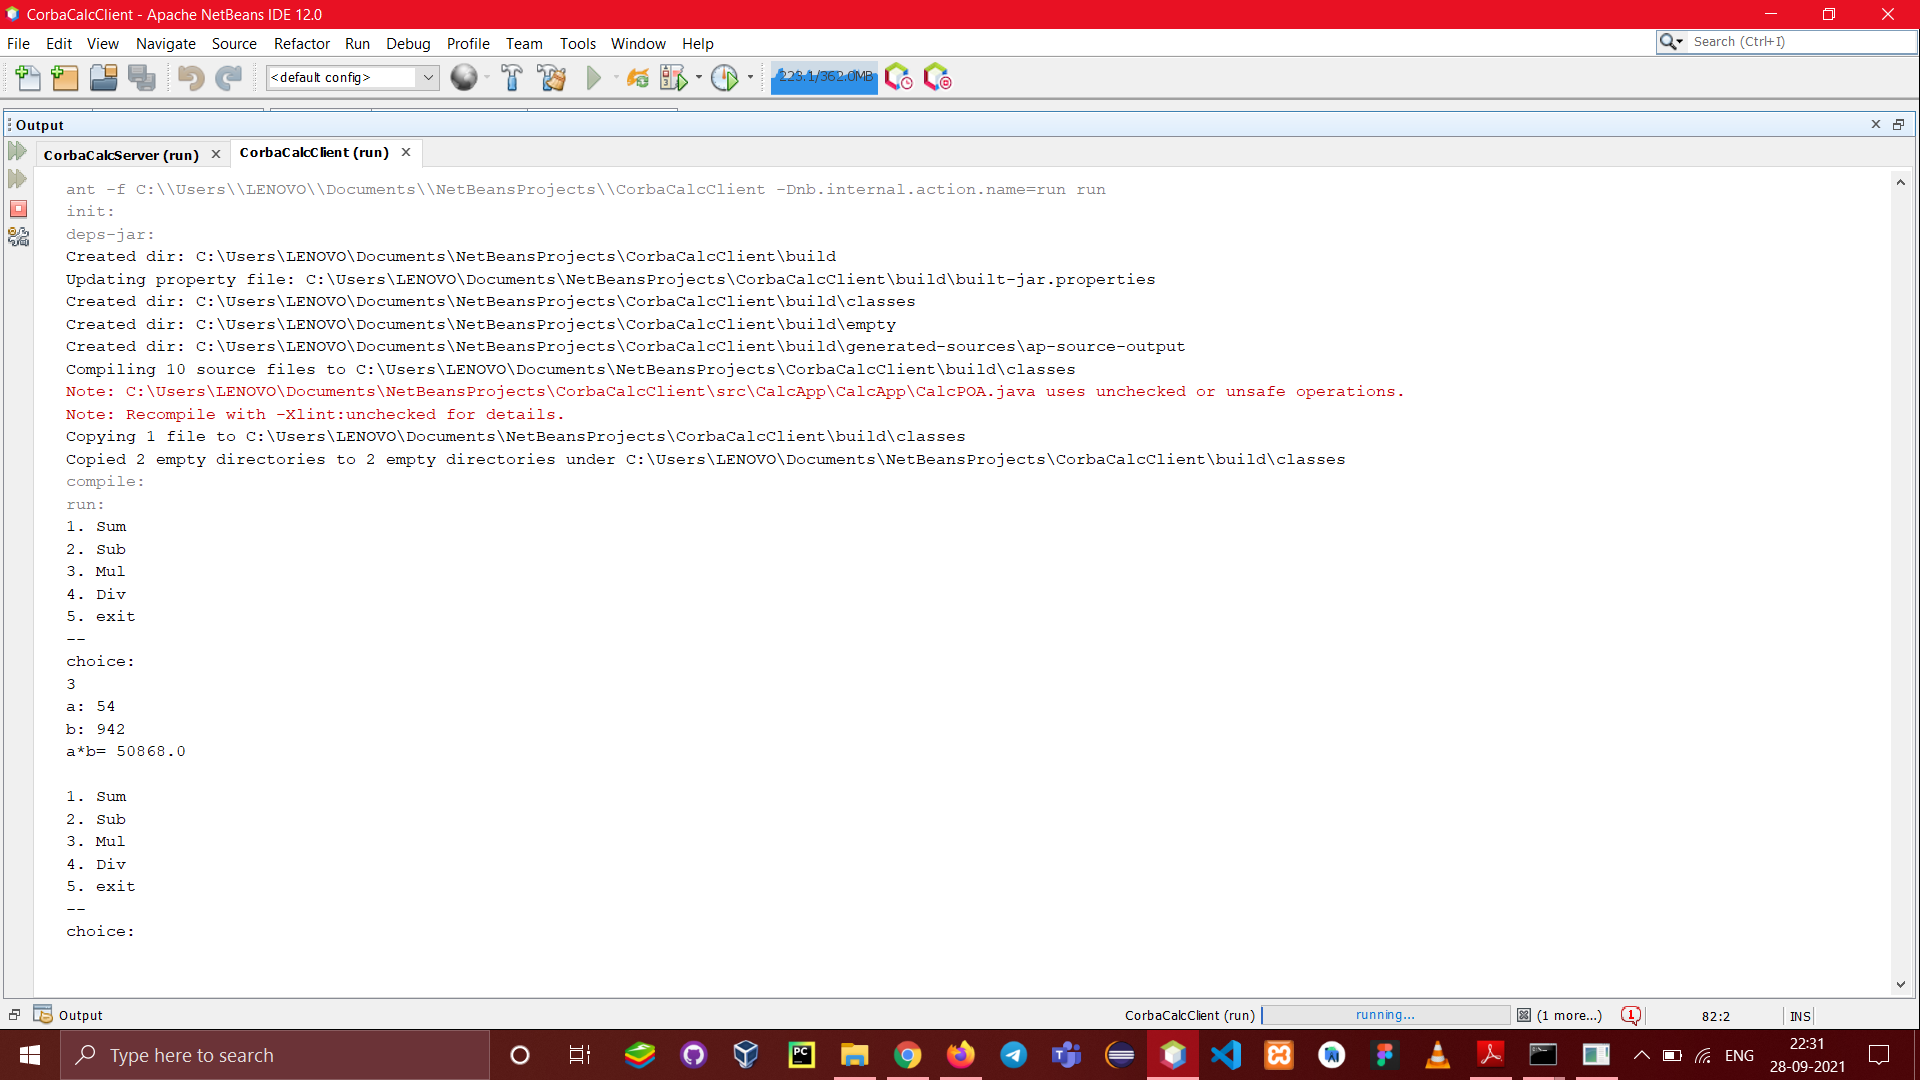 CorbaCalcClient - Apache NetBeans IDE 12.0
File Edit View Navigate Source Refactor Run Debug Profile Team Tools Window Help
Search (Ctrl+I)
<default config>
/362.0MB
Output
CorbaCalcServer (run)
CorbaCalcClient (run)
ant -f C:\\Users\\LENOVO\\Documents\\NetBeansProjects\\CorbaCalcClient -Dnb.internal.action.name=run run
init:
deps-jar:
Created dir: C:\Users\LENOVO\Documents\NetBeansProjects\CorbaCalcClient\build
Updating property file: C:\Users\LENOVO\Documents\NetBeansProjects\CorbaCalcClient\build\built-jar.properties
Created dir: C:\Users\LENOVO\Documents\NetBeansProjects\CorbaCalcClient\build\classes
Created dir: C:\Users\LENOVO\Documents\NetBeansProjects\CorbaCalcClient\build\empty
Created dir: C:\Users\LENOVO\Documents\NetBeansProjects\CorbaCalcClient\build\generated-sources\ap-source-output
Compiling 10 source files to C:\Users\LENOVO\Documents\NetBeansProjects\CorbaCalcClient\build\classes
Note: C:\Users\LENOVO\Documents\NetBeansProjects\CorbaCalcClient\src\CalcApp\CalcApp\CalcPOA.java uses unchecked or unsafe operations.
Note: Recompile with -Xlint:unchecked for details.
Copying 1 file to C:\Users\LENOVO\Documents\NetBeansProjects\CorbaCalcClient\build\classes
Copied 2 empty directories to 2 empty directories under C:\Users\LENOVO\Documents\NetBeansProjects\CorbaCalcClient\build\classes
compile:
run:
1. Sum
2. Sub
3. Mul
4. Div
5. exit
--
choice:
3
a: 54
b: 942
a*b= 50868.0
1. Sum
2. Sub
3. Mul
4. Div
5. exit
--
choice:
Output
CorbaCalcClient (run)
running...
(1 more...)
1
82:2
INS
Type here to search
PC
ENG
22:31
28-09-2021